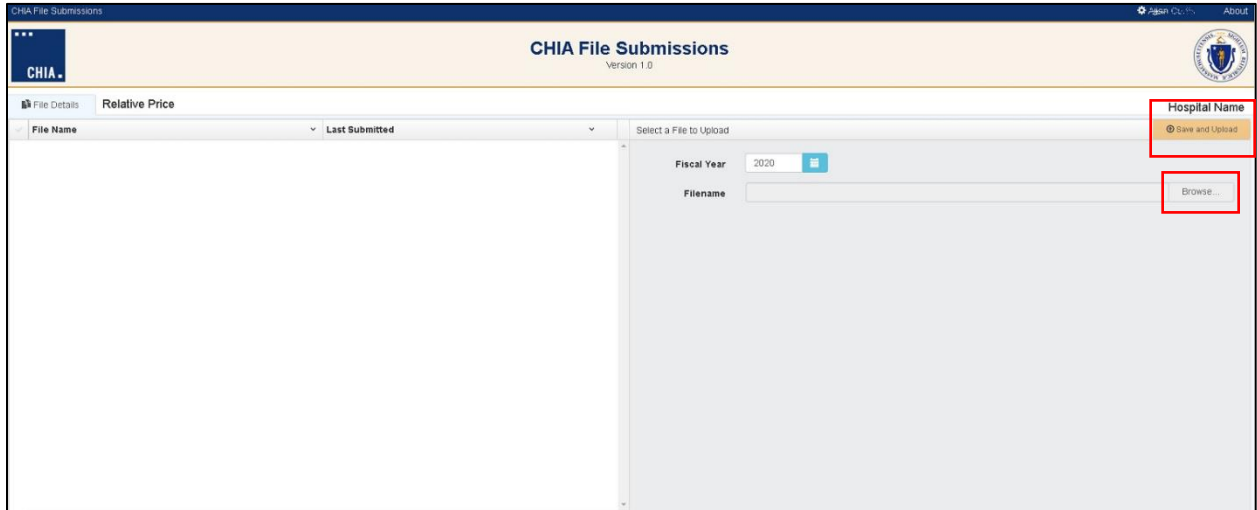 CHIA File Submissions About
CHIA.
CHIA File Submissions
Version 1.0
File Details Relative Price Hospital Name
File Name Last Submitted Select a File to Upload Save and Upload
Fiscal Year 2020
Filename Browse...